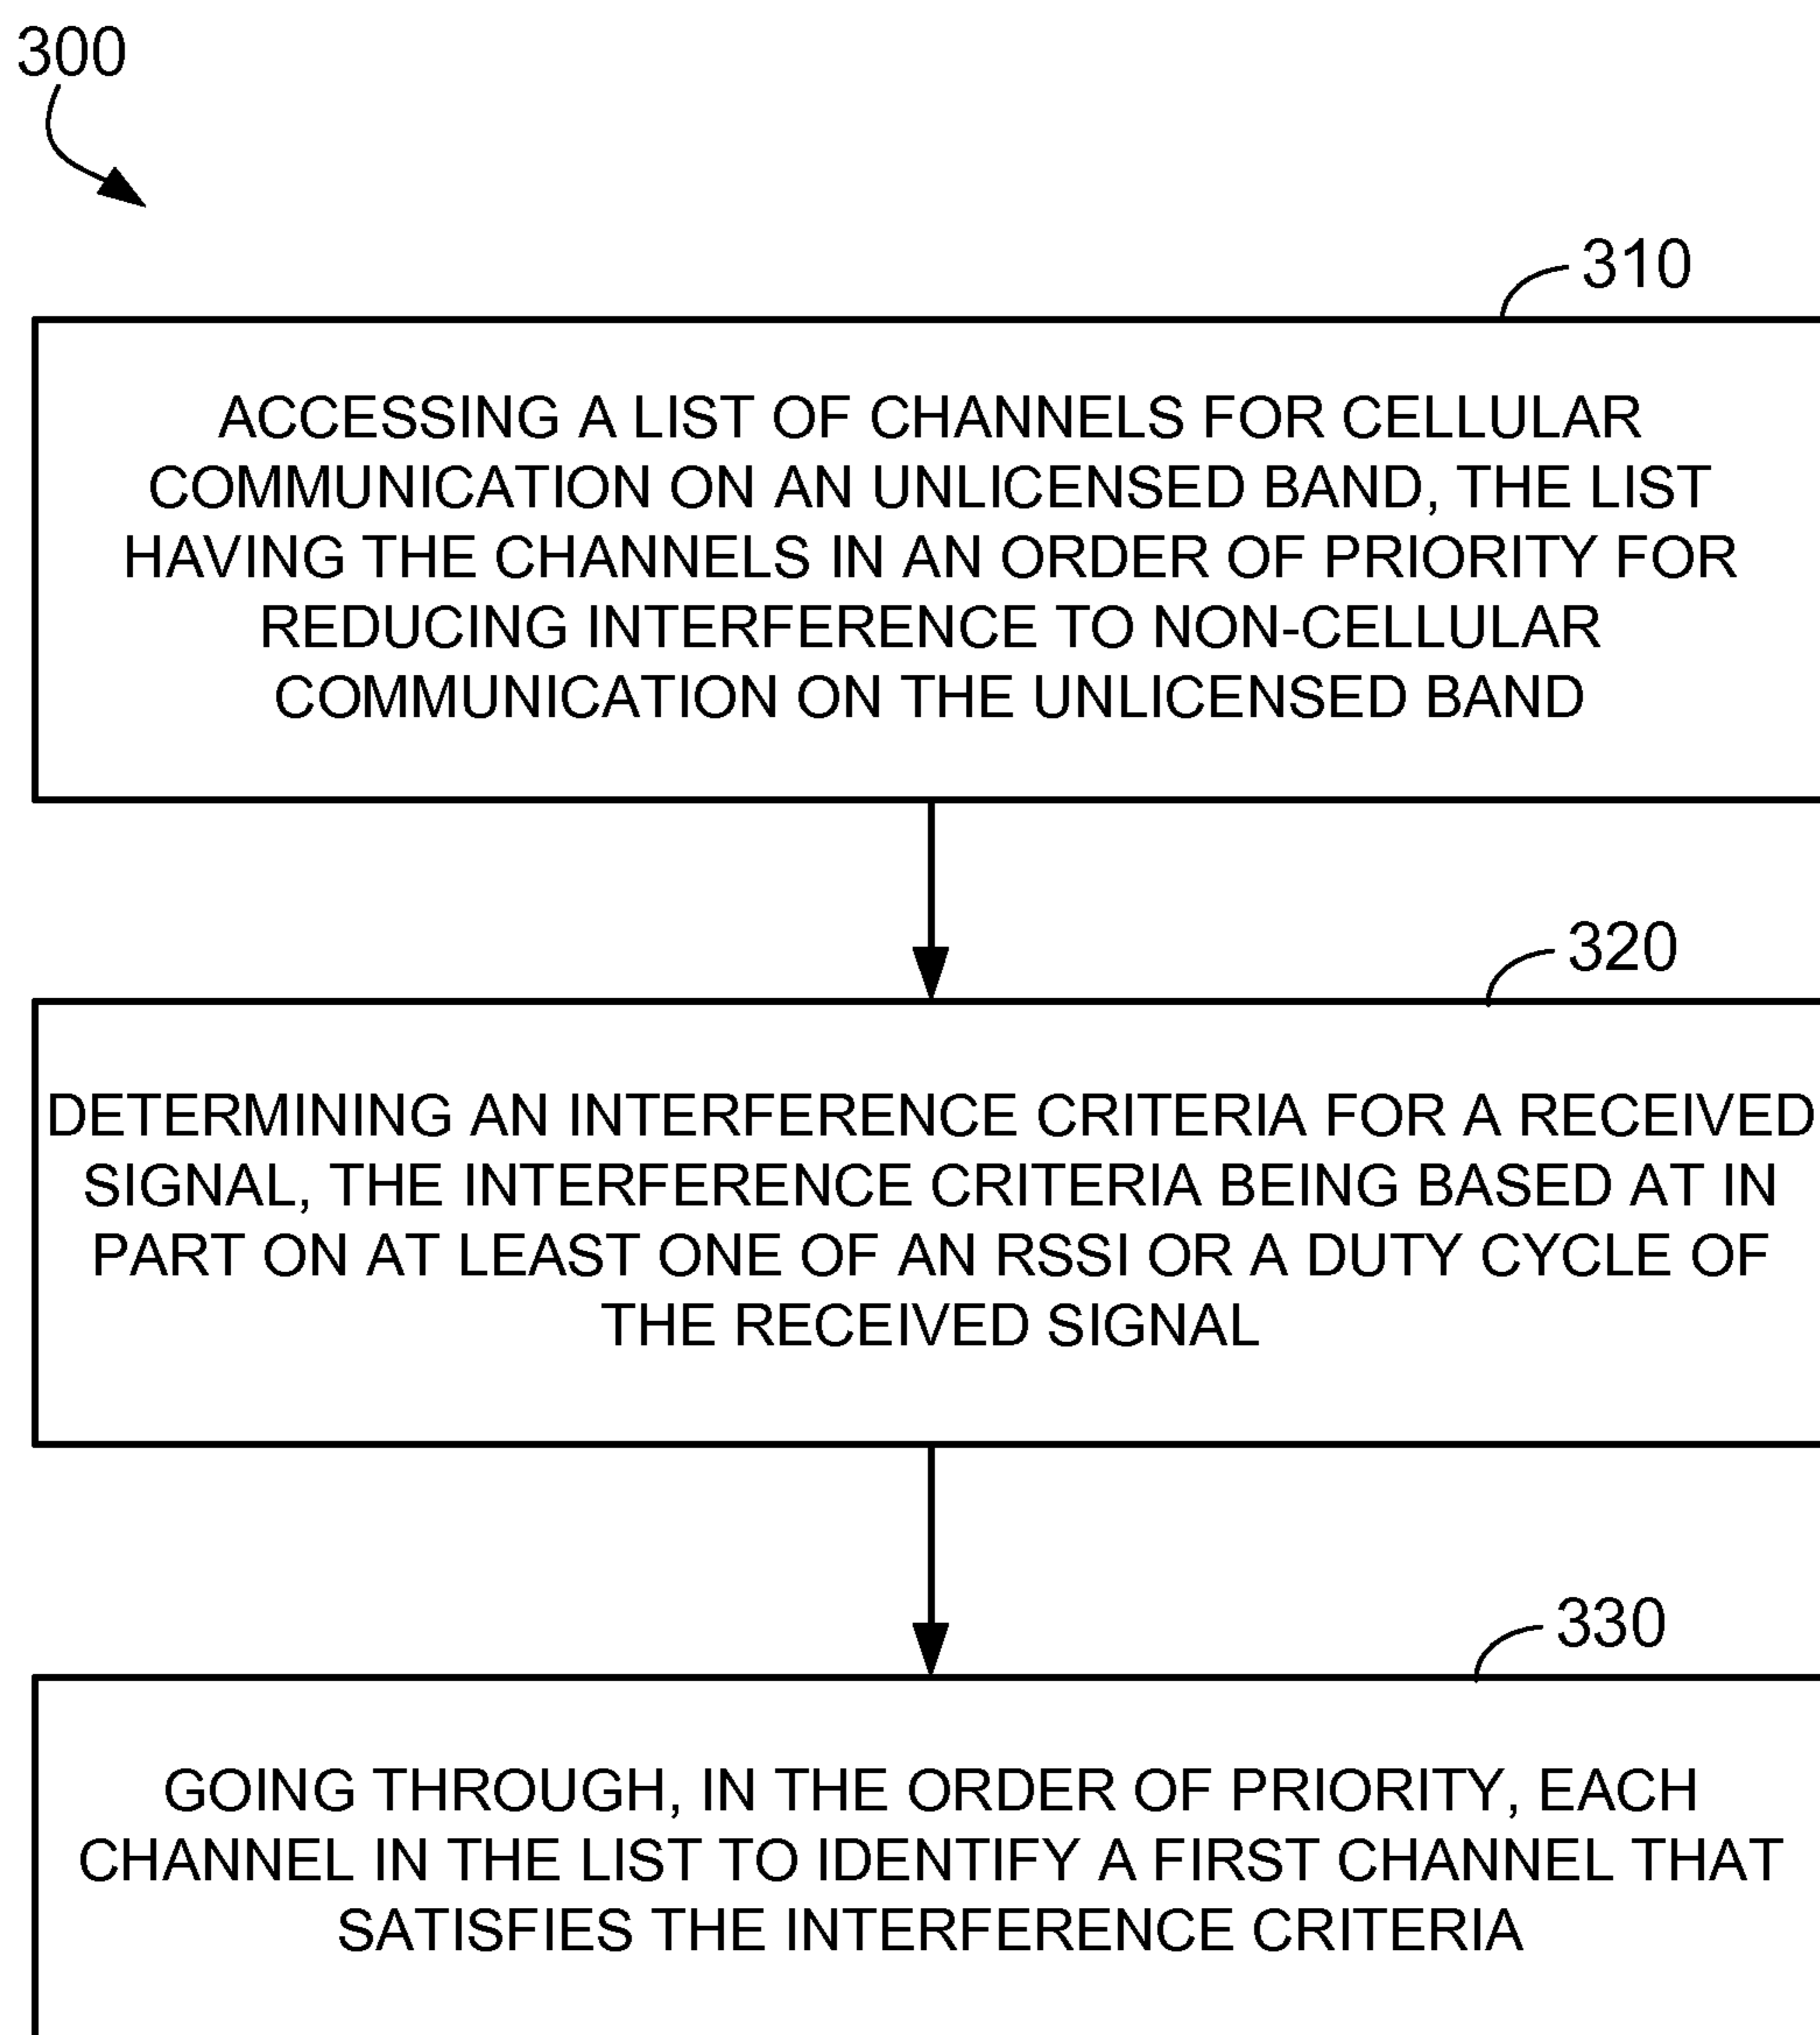 300
310
ACCESSING A LIST OF CHANNELS FOR CELLULAR
COMMUNICATION ON AN UNLICENSED BAND, THE LIST
HAVING THE CHANNELS IN AN ORDER OF PRIORITY FOR
REDUCING INTERFERENCE TO NON-CELLULAR
COMMUNICATION ON THE UNLICENSED BAND
320
DETERMINING AN INTERFERENCE CRITERIA FOR A RECEIVED
SIGNAL, THE INTERFERENCE CRITERIA BEING BASED AT IN
PART ON AT LEAST ONE OF AN RSSI OR A DUTY CYCLE OF
THE RECEIVED SIGNAL
330
GOING THROUGH, IN THE ORDER OF PRIORITY, EACH
CHANNEL IN THE LIST TO IDENTIFY A FIRST CHANNEL THAT
SATISFIES THE INTERFERENCE CRITERIA